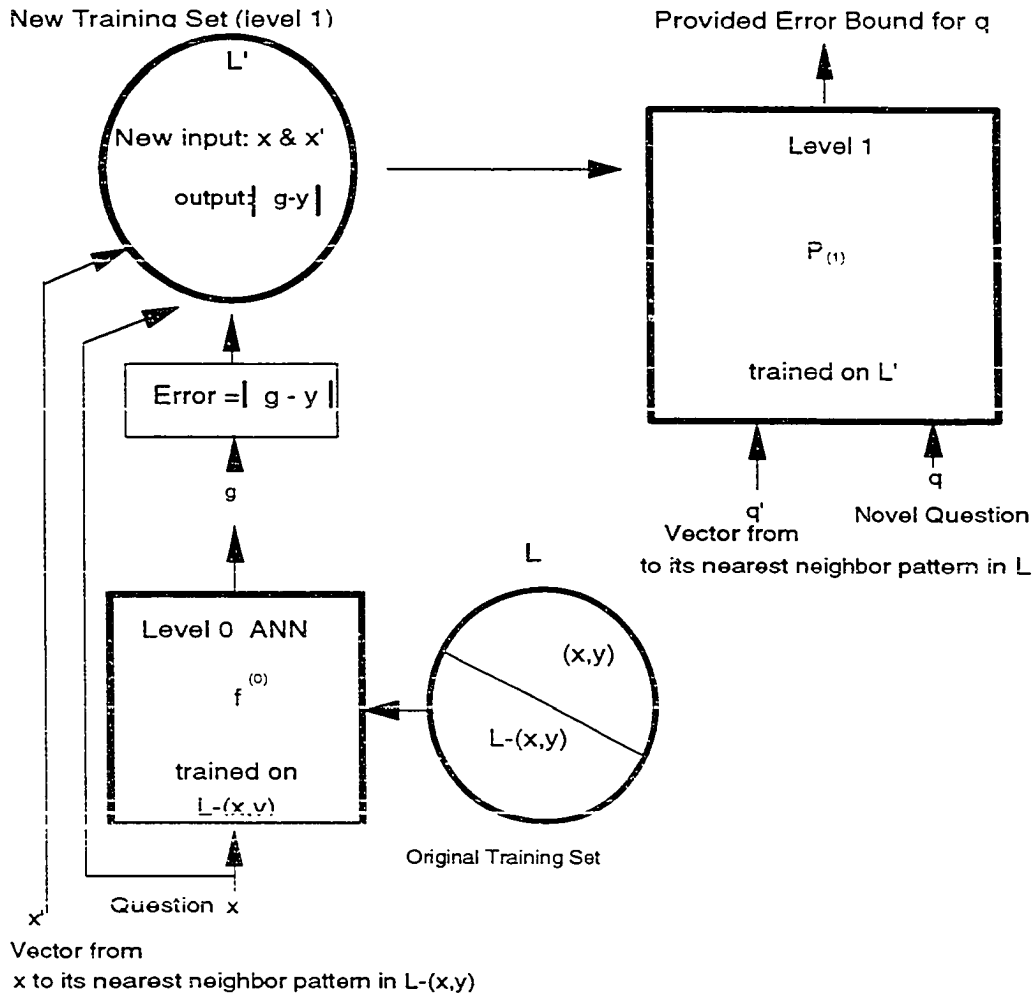 New Training Set (level 1)
L'
New input: x & x'
output:| g-y |
Error =| g - y |
g
Level 0 ANN
f (0)
trained on
L-(x,y)
Question x
x'
Vector from
x to its nearest neighbor pattern in L-(x,y)
L
(x,y)
L-(x,y)
Original Training Set
Provided Error Bound for q
Level 1
P (1)
trained on L'
q'
Vector from
to its nearest neighbor pattern in L
q
Novel Question